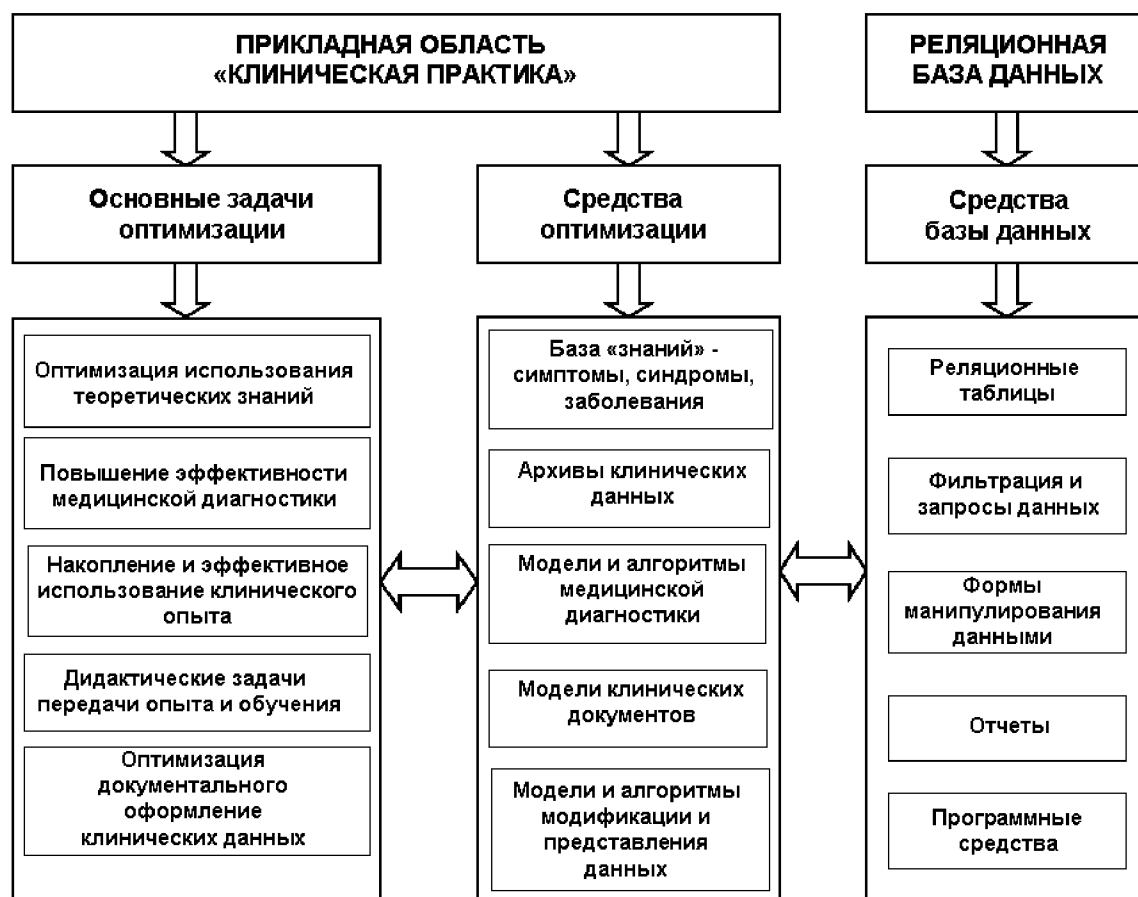 ПРИКЛАДНАЯ ОБЛАСТЬ
«КЛИНИЧЕСКАЯ ПРАКТИКА»
РЕЛЯЦИОННАЯ
БАЗА ДАННЫХ
Основные задачи
оптимизации
Средства
оптимизации
Средства
базы данных
Оптимизация использования
теоретических знаний
Повышение эффективности
медицинской диагностики
Накопление и эффективное
использование клинического
опыта
Дидактические задачи
передачи опыта и обучения
Оптимизация
документального
оформление
клинических данных
База «знаний» -
симптомы, синдромы,
заболевания
Архивы клинических
данных
Модели и алгоритмы
медицинской
диагностики
Модели клинических
документов
Модели и алгоритмы
модификации и
представления
данных
Реляционные
таблицы
Фильтрация и
запросы данных
Формы
манипулирования
данными
Отчеты
Программные
средства